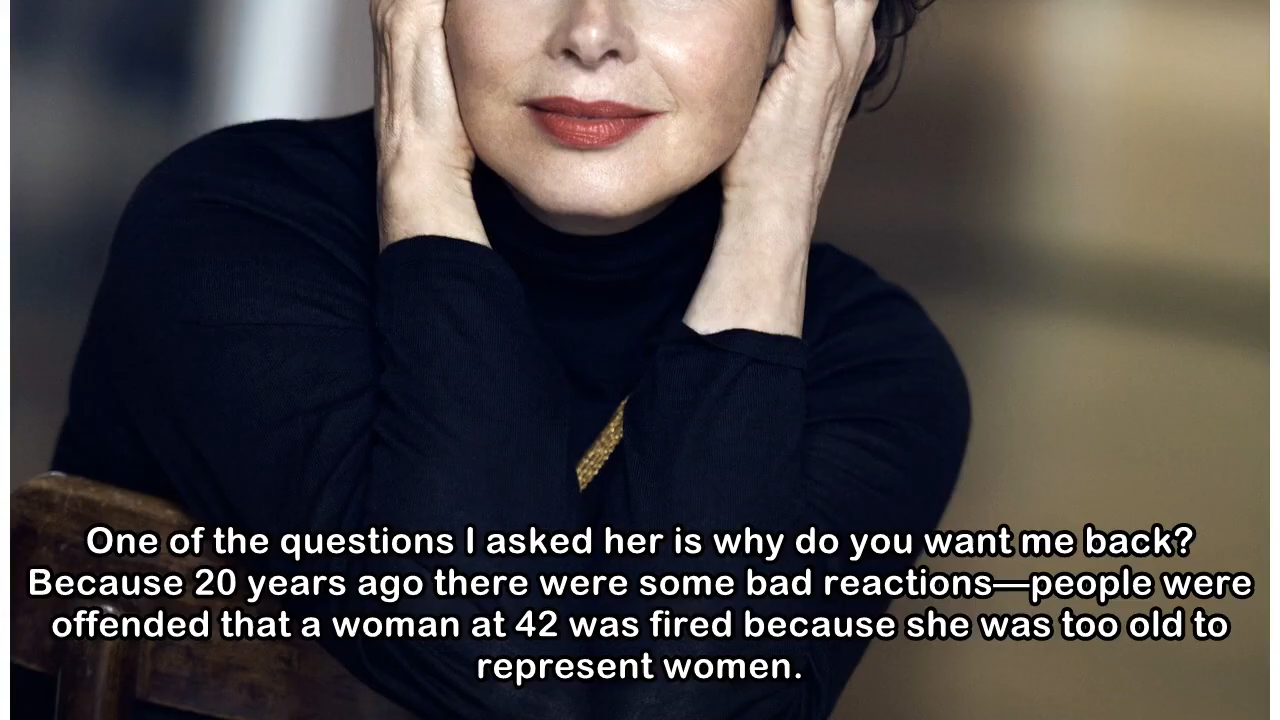 One of the questions I asked her is why do you want me back?
Because 20 years ago there were some bad reactions—people were
offended that a woman at 42 was fired because she was too old to
represent women.